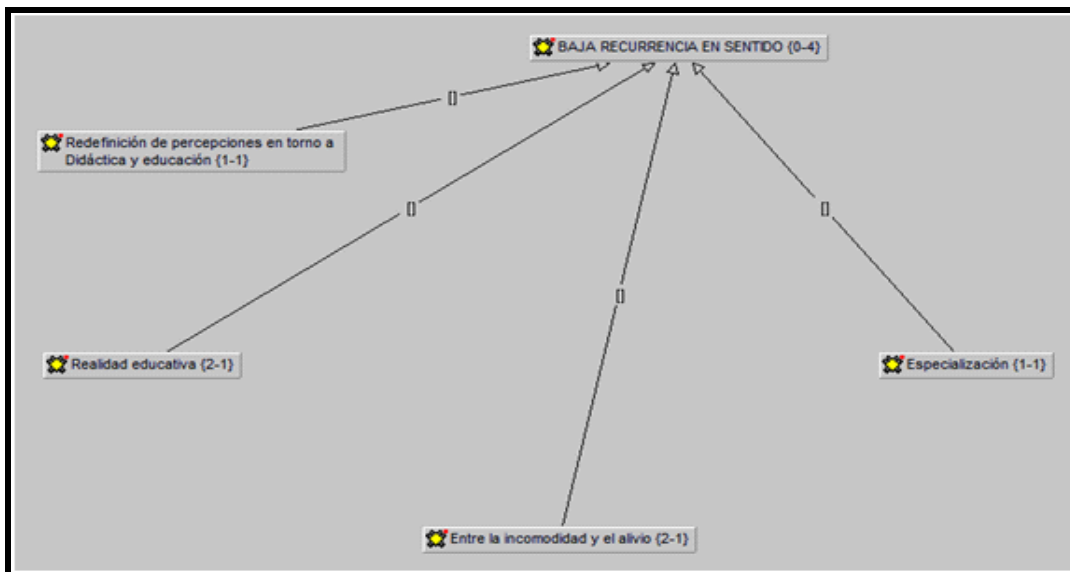 BAJA RECURRENCIA EN SENTIDO {0-4}
[]
Redefinición de percepciones en torno a
Didáctica y educación {1-1}
[]
[]
[]
Realidad educativa {2-1}
Especialización {1-1}
Entre la incomodidad y el alivio {2-1}